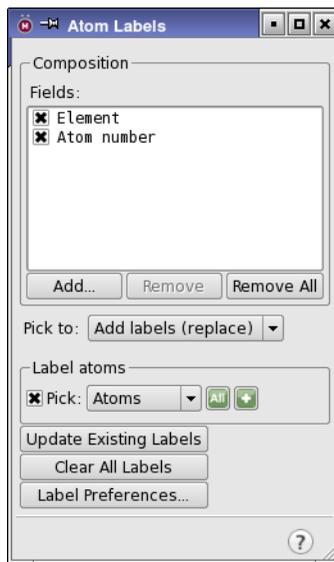 Atom Labels
Composition
Fields:
Element
Atom number
Add... Remove Remove All
Pick to: Add labels (replace)
Label atoms
Pick: Atoms All +
Update Existing Labels
Clear All Labels
Label Preferences...
?